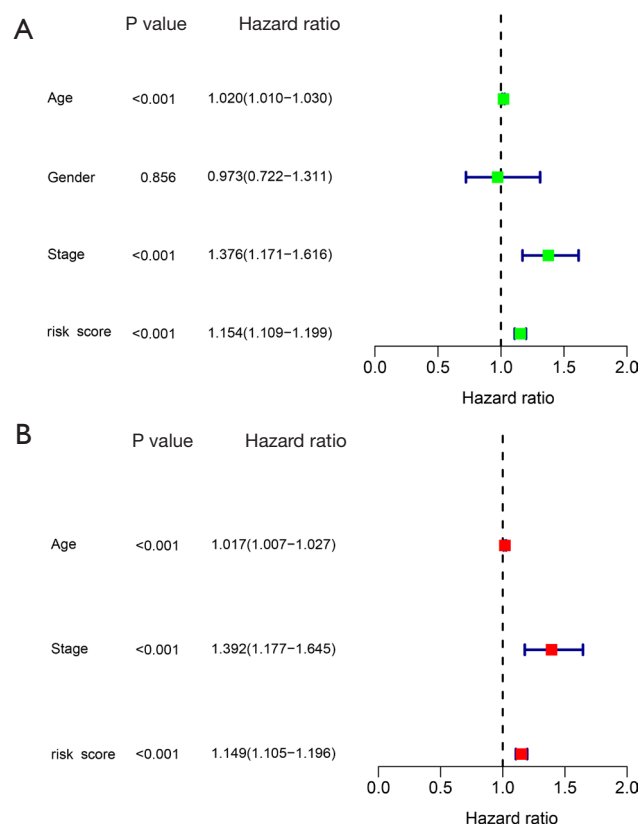 A
P value Hazard ratio
Age <0.001 1.020(1.010−1.030)
Gender 0.856 0.973(0.722−1.311)
Stage <0.001 1.376(1.171−1.616)
risk score <0.001 1.154(1.109−1.199)
0.0 0.5 1.0 1.5 2.0
Hazard ratio
B
P value Hazard ratio
Age <0.001 1.017(1.007−1.027)
Stage <0.001 1.392(1.177−1.645)
risk score <0.001 1.149(1.105−1.196)
0.0 0.5 1.0 1.5 2.0
Hazard ratio